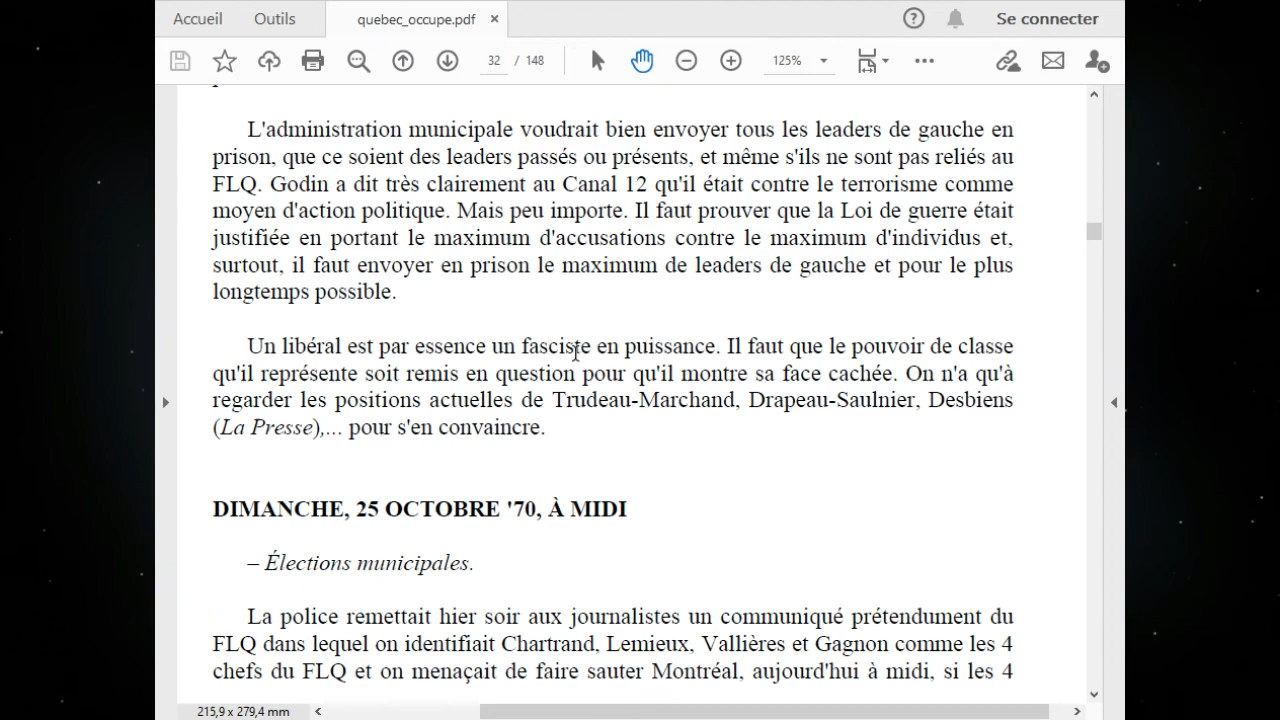 Accueil Outils quebec_occupe.pdf × ? Se connecter
32 / 148 125%
L'administration municipale voudrait bien envoyer tous les leaders de gauche en
prison, que ce soient des leaders passés ou présents, et même s'ils ne sont pas reliés au
FLQ. Godin a dit très clairement au Canal 12 qu'il était contre le terrorisme comme
moyen d'action politique. Mais peu importe. Il faut prouver que la Loi de guerre était
justifiée en portant le maximum d'accusations contre le maximum d'individus et,
surtout, il faut envoyer en prison le maximum de leaders de gauche et pour le plus
longtemps possible.
Un libéral est par essence un fasciste en puissance. Il faut que le pouvoir de classe
qu'il représente soit remis en question pour qu'il montre sa face cachée. On n'a qu'à
regarder les positions actuelles de Trudeau-Marchand, Drapeau-Saulnier, Desbiens
(La Presse),... pour s'en convaincre.
DIMANCHE, 25 OCTOBRE '70, À MIDI
– Élections municipales.
La police remettait hier soir aux journalistes un communiqué prétendument du
FLQ dans lequel on identifiait Chartrand, Lemieux, Vallières et Gagnon comme les 4
chefs du FLQ et on menaçait de faire sauter Montréal, aujourd'hui à midi, si les 4
215,9 x 279,4 mm